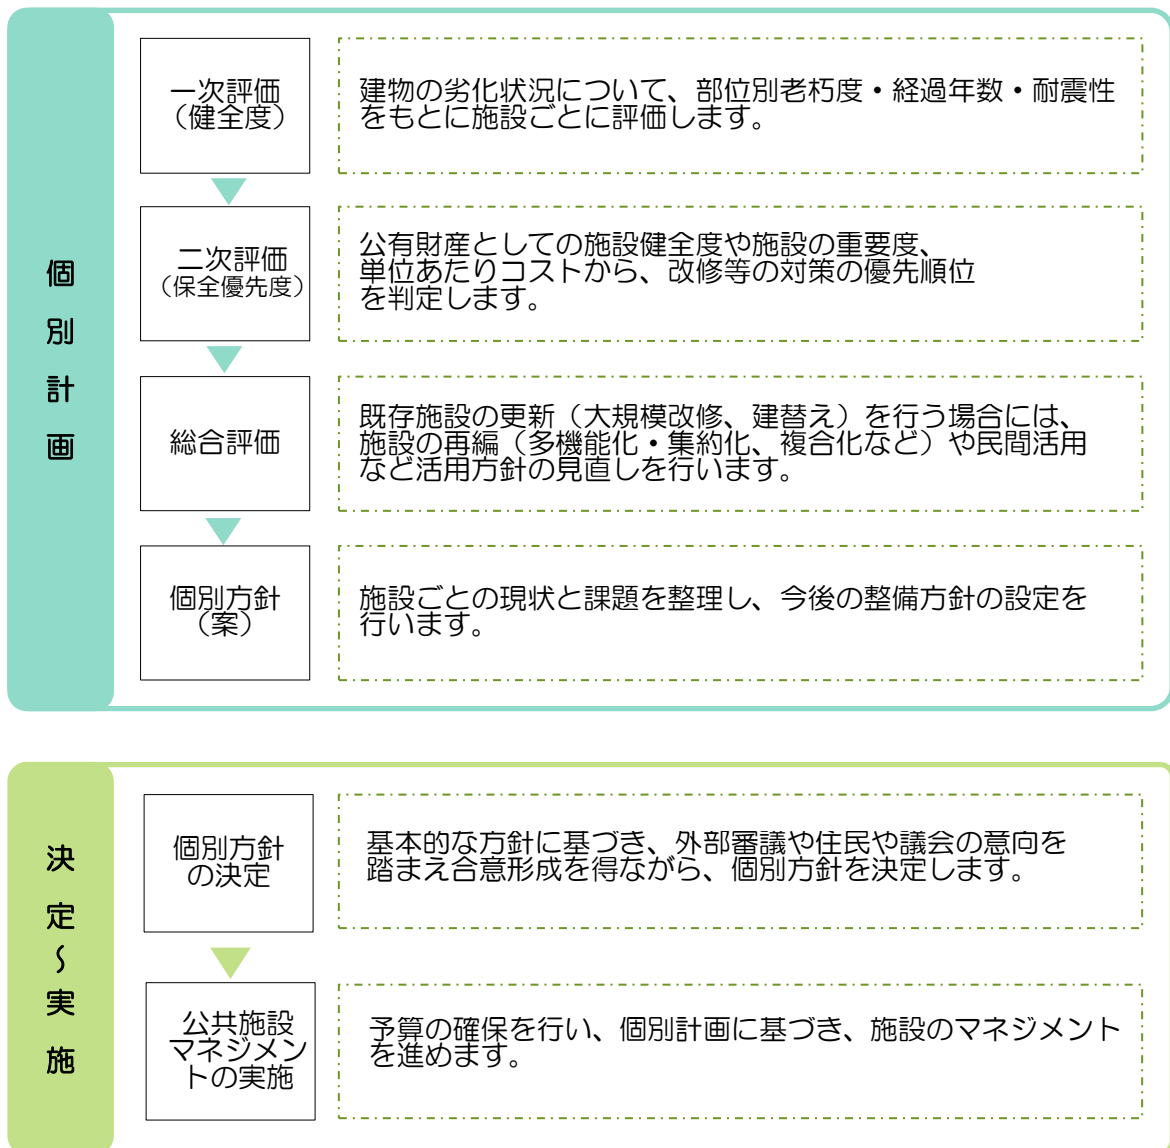 個別計画
一次評価
（健全度）
建物の劣化状況について、部位別老朽度・経過年数・耐震性
をもとに施設ごとに評価します。
二次評価
（保全優先度）
公有財産としての施設健全度や施設の重要度、
単位あたりコストから、改修等の対策の優先順位
を判定します。
総合評価
既存施設の更新（大規模改修、建替え）を行う場合には、
施設の再編（多機能化・集約化、複合化など）や民間活用
など活用方針の見直しを行います。
個別方針
（案）
施設ごとの現状と課題を整理し、今後の整備方針の設定を
行います。
決定～実施
個別方針
の決定
基本的な方針に基づき、外部審議や住民や議会の意向を
踏まえ合意形成を得ながら、個別方針を決定します。
公共施設
マネジメン
トの実施
予算の確保を行い、個別計画に基づき、施設のマネジメント
を進めます。